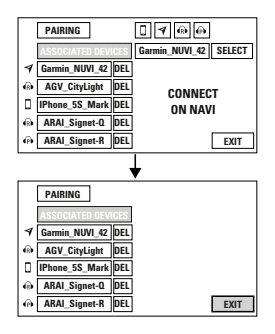 PAIRING
ASSOCIATED DEVICES Garmin_NUVI_42 SELECT
Garmin_NUVI_42 DEL
AGV_CityLight DEL
IPhone_5S_Mark DEL
ARAI_Signet-Q DEL
ARAI_Signet-R DEL
CONNECT
ON NAVI
EXIT
PAIRING
ASSOCIATED DEVICES
Garmin_NUVI_42 DEL
AGV_CityLight DEL
IPhone_5S_Mark DEL
ARAI_Signet-Q DEL
ARAI_Signet-R DEL
EXIT